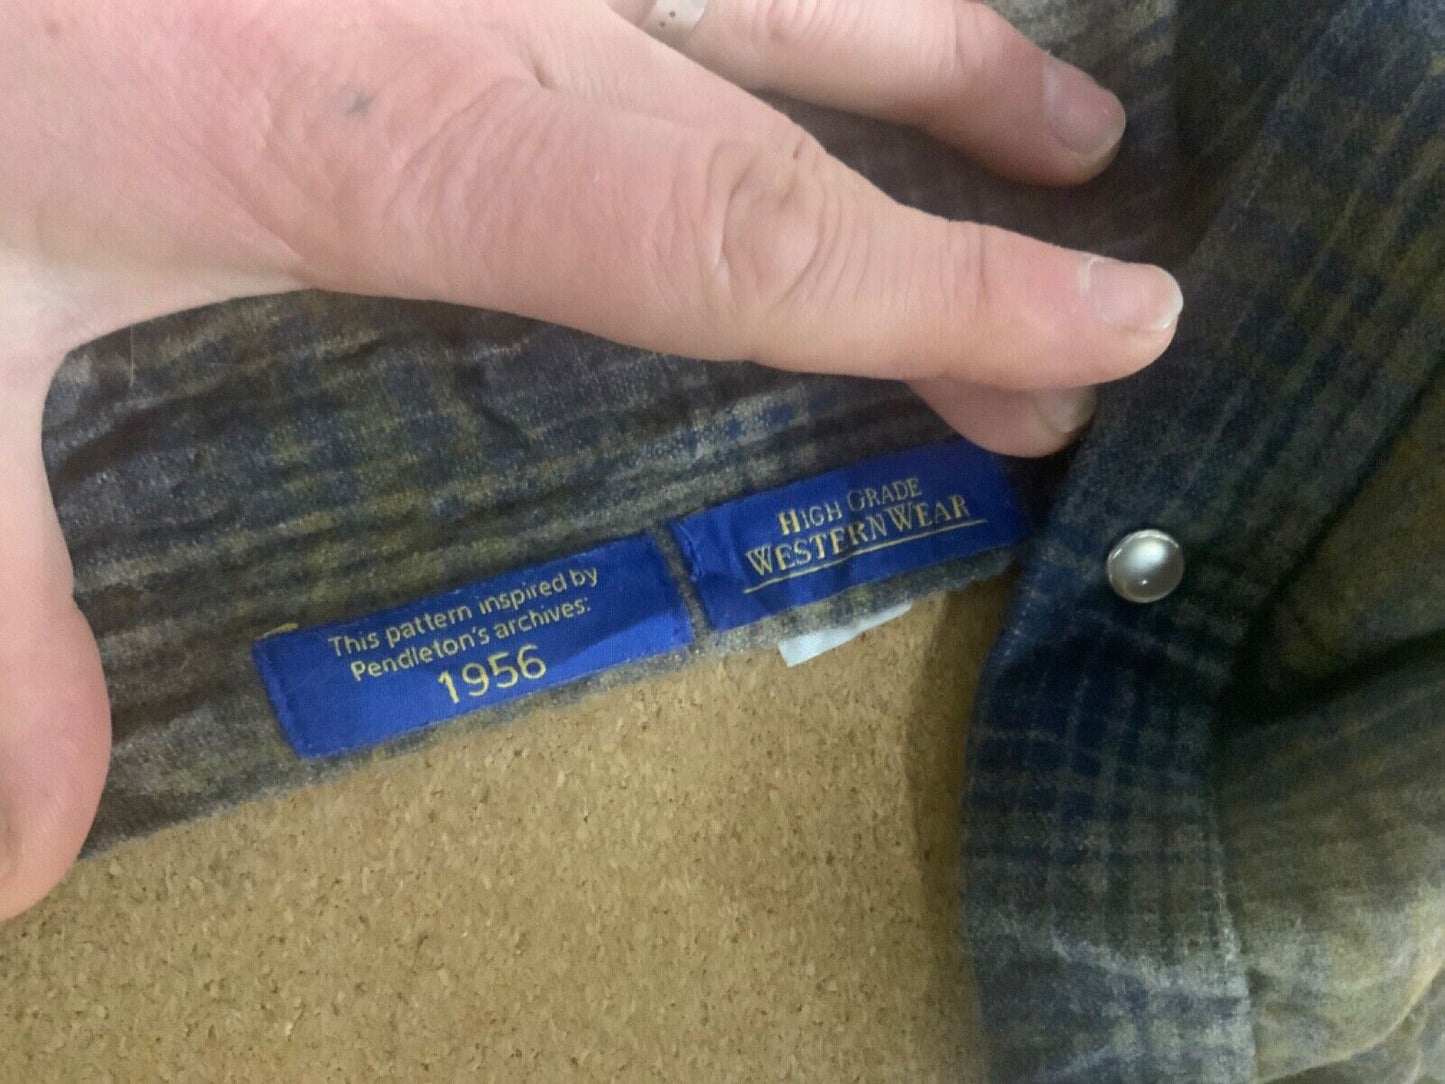 This pattern inspired by
Pendleton's archives:
1956
HIGH GRADE
WESTERN WEAR